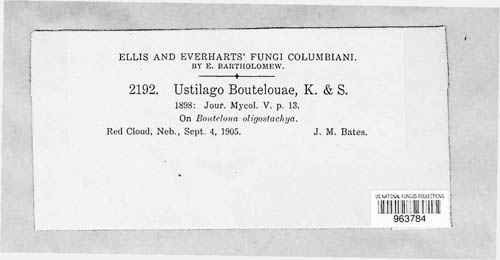 ELLIS AND EVERHARTS' FUNGI COLUMBIANI.
BY E. BARTHOLOMEW.
2192. Ustilago Boutelouae, K. & S.
1898: Jour. Mycol. V. p. 13.
On Bouteloua oligostachya.
Red Cloud, Neb., Sept. 4, 1905. J. M. Bates.
US NATIONAL FUNGUS COLLECTIONS
963784